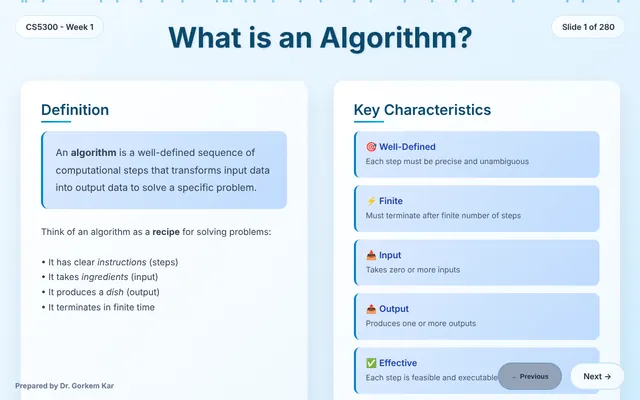 CS5300 - Week 1
What is an Algorithm?
Slide 1 of 280
Definition
An algorithm is a well-defined sequence of
computational steps that transforms input data
into output data to solve a specific problem.
Think of an algorithm as a recipe for solving problems:
• It has clear instructions (steps)
• It takes ingredients (input)
• It produces a dish (output)
• It terminates in finite time
Key Characteristics
🎯 Well-Defined
Each step must be precise and unambiguous
⚡ Finite
Must terminate after finite number of steps
📥 Input
Takes zero or more inputs
📤 Output
Produces one or more outputs
✅ Effective
Each step is feasible and executable
← Previous
Next →
Prepared by Dr. Gorkem Kar